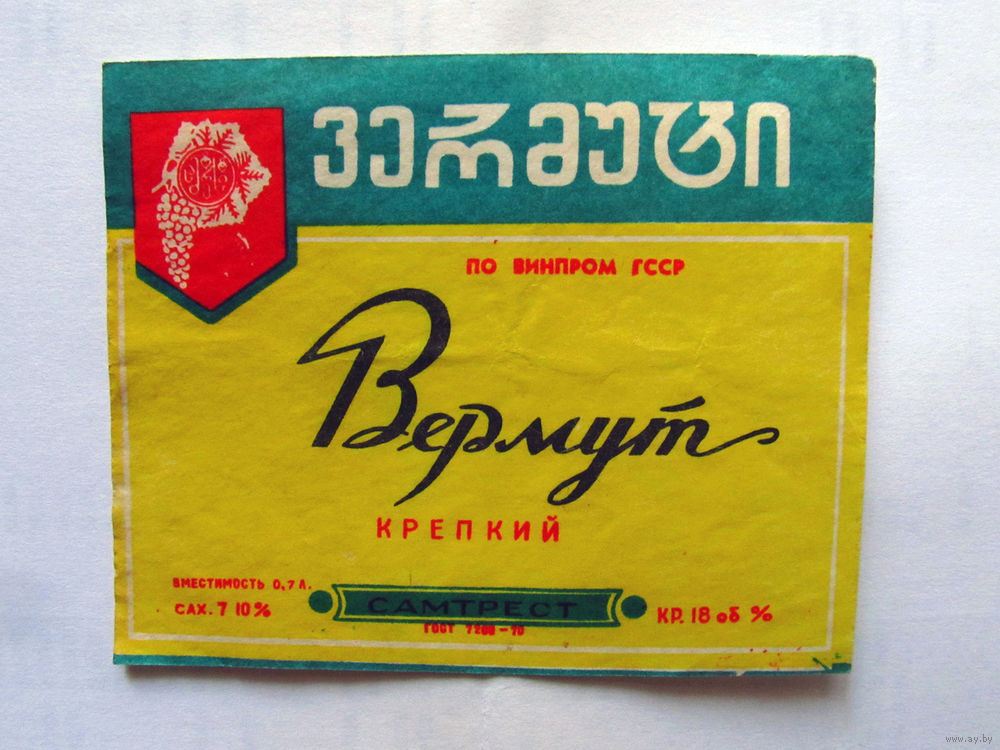 ვერმუტი
ПО ВИНПРОМ ГССР
Вермут
КРЕПКИЙ
ВМЕСТИМОСТЬ 0,7 Л.
САХ. 7 10%
САМТРЕСТ
КР. 18 об %
ГОСТ
www.ay.by